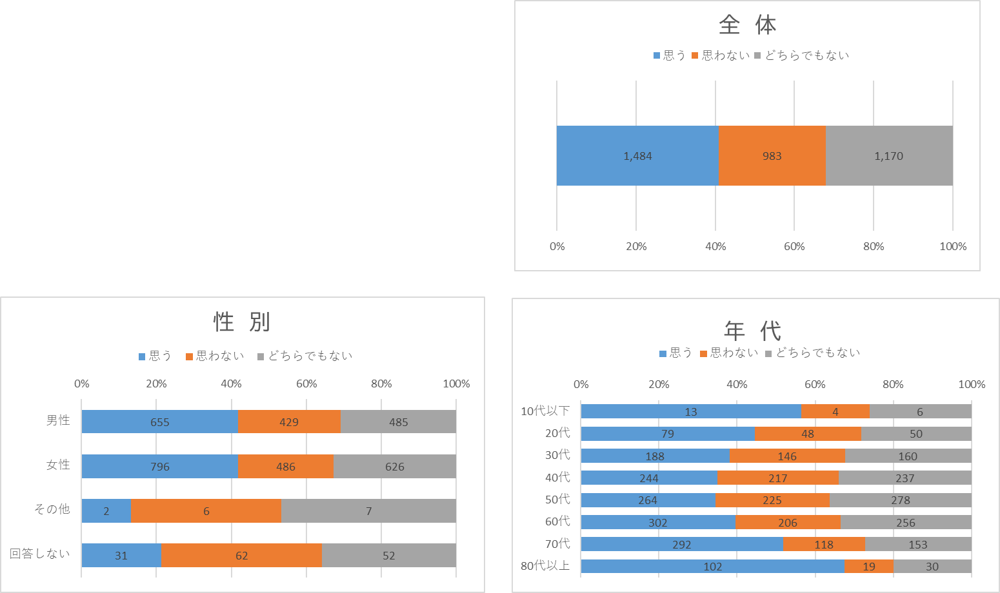 全 体
思う 思わない どちらでもない
1,484 983 1,170
0% 20% 40% 60% 80% 100%
性 別
思う 思わない どちらでもない
0% 20% 40% 60% 80% 100%
男性 655 429 485
女性 796 486 626
その他 2 6 7
回答しない 31 62 52
年 代
思う 思わない どちらでもない
0% 20% 40% 60% 80% 100%
10代以下 13 4 6
20代 79 48 50
30代 188 146 160
40代 244 217 237
50代 264 225 278
60代 302 206 256
70代 292 118 153
80代以上 102 19 30